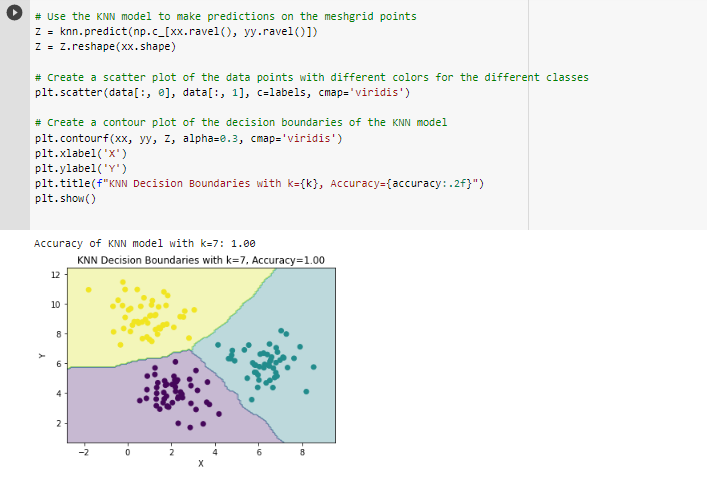 # Use the KNN model to make predictions on the meshgrid points
Z = knn.predict(np.c_[xx.ravel(), yy.ravel()])
Z = Z.reshape(xx.shape)
# Create a scatter plot of the data points with different colors for the different classes
plt.scatter(data[:, 0], data[:, 1], c=labels, cmap='viridis')
# Create a contour plot of the decision boundaries of the KNN model
plt.contourf(xx, yy, Z, alpha=0.3, cmap='viridis')
plt.xlabel('X')
plt.ylabel('Y')
plt.title(f"KNN Decision Boundaries with k={k}, Accuracy={accuracy:.2f}")
plt.show()
Accuracy of KNN model with k=7: 1.00
KNN Decision Boundaries with k=7, Accuracy=1.00
12
10
8
6
4
2
Y
−2 0 2 4 6 8
X